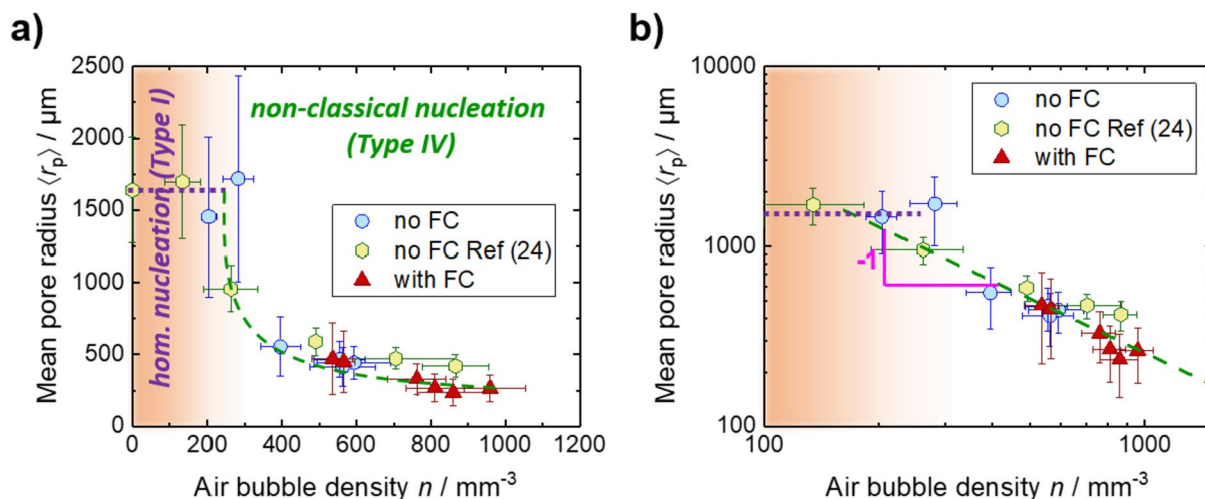 a)
Mean pore radius ⟨rp⟩ / µm
2500
2000
1500
1000
500
0
hom. nucleation (Type I)
non-classical nucleation
(Type IV)
no FC
no FC Ref (24)
with FC
0 200 400 600 800 1000 1200
Air bubble density n / mm⁻³
b)
Mean pore radius ⟨rp⟩ / µm
10000
1000
100
no FC
no FC Ref (24)
with FC
-1
100 1000
Air bubble density n / mm⁻³